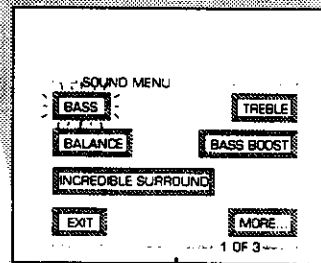 SOUND MENU
BASS TREBLE
BALANCE BASS BOOST
INCREDIBLE SURROUND
EXIT MORE...
1 OF 3